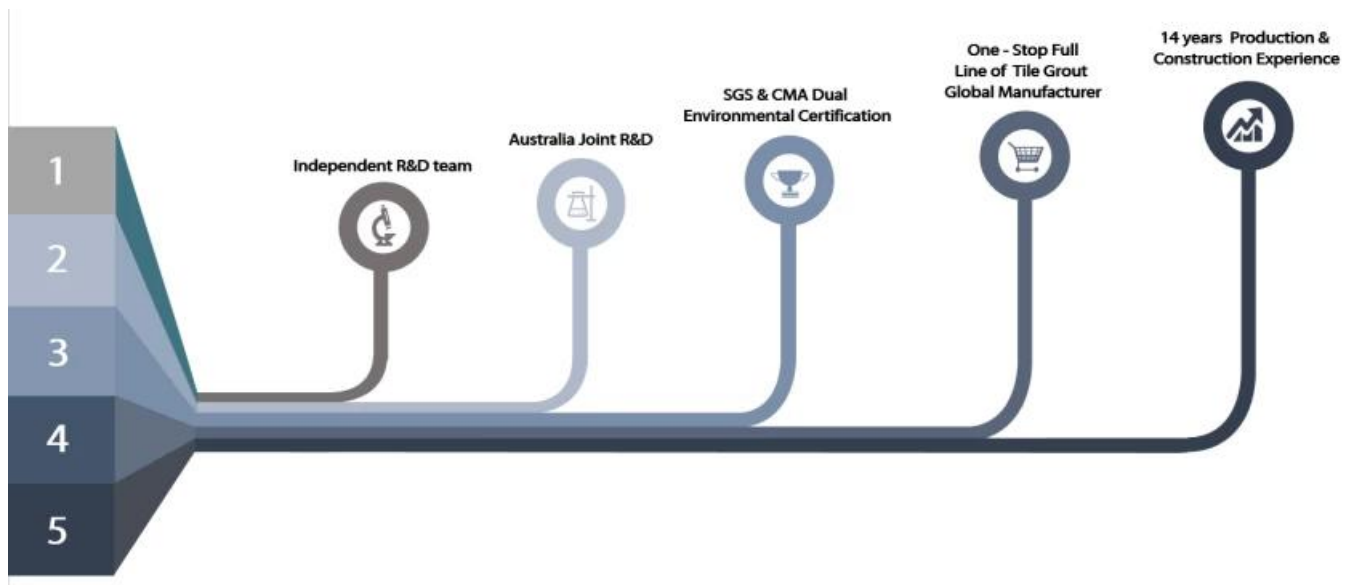 1
2
3
4
5
Independent R&D team
Australia Joint R&D
SGS & CMA Dual
Environmental Certification
One - Stop Full
Line of Tile Grout
Global Manufacturer
14 years Production &
Construction Experience